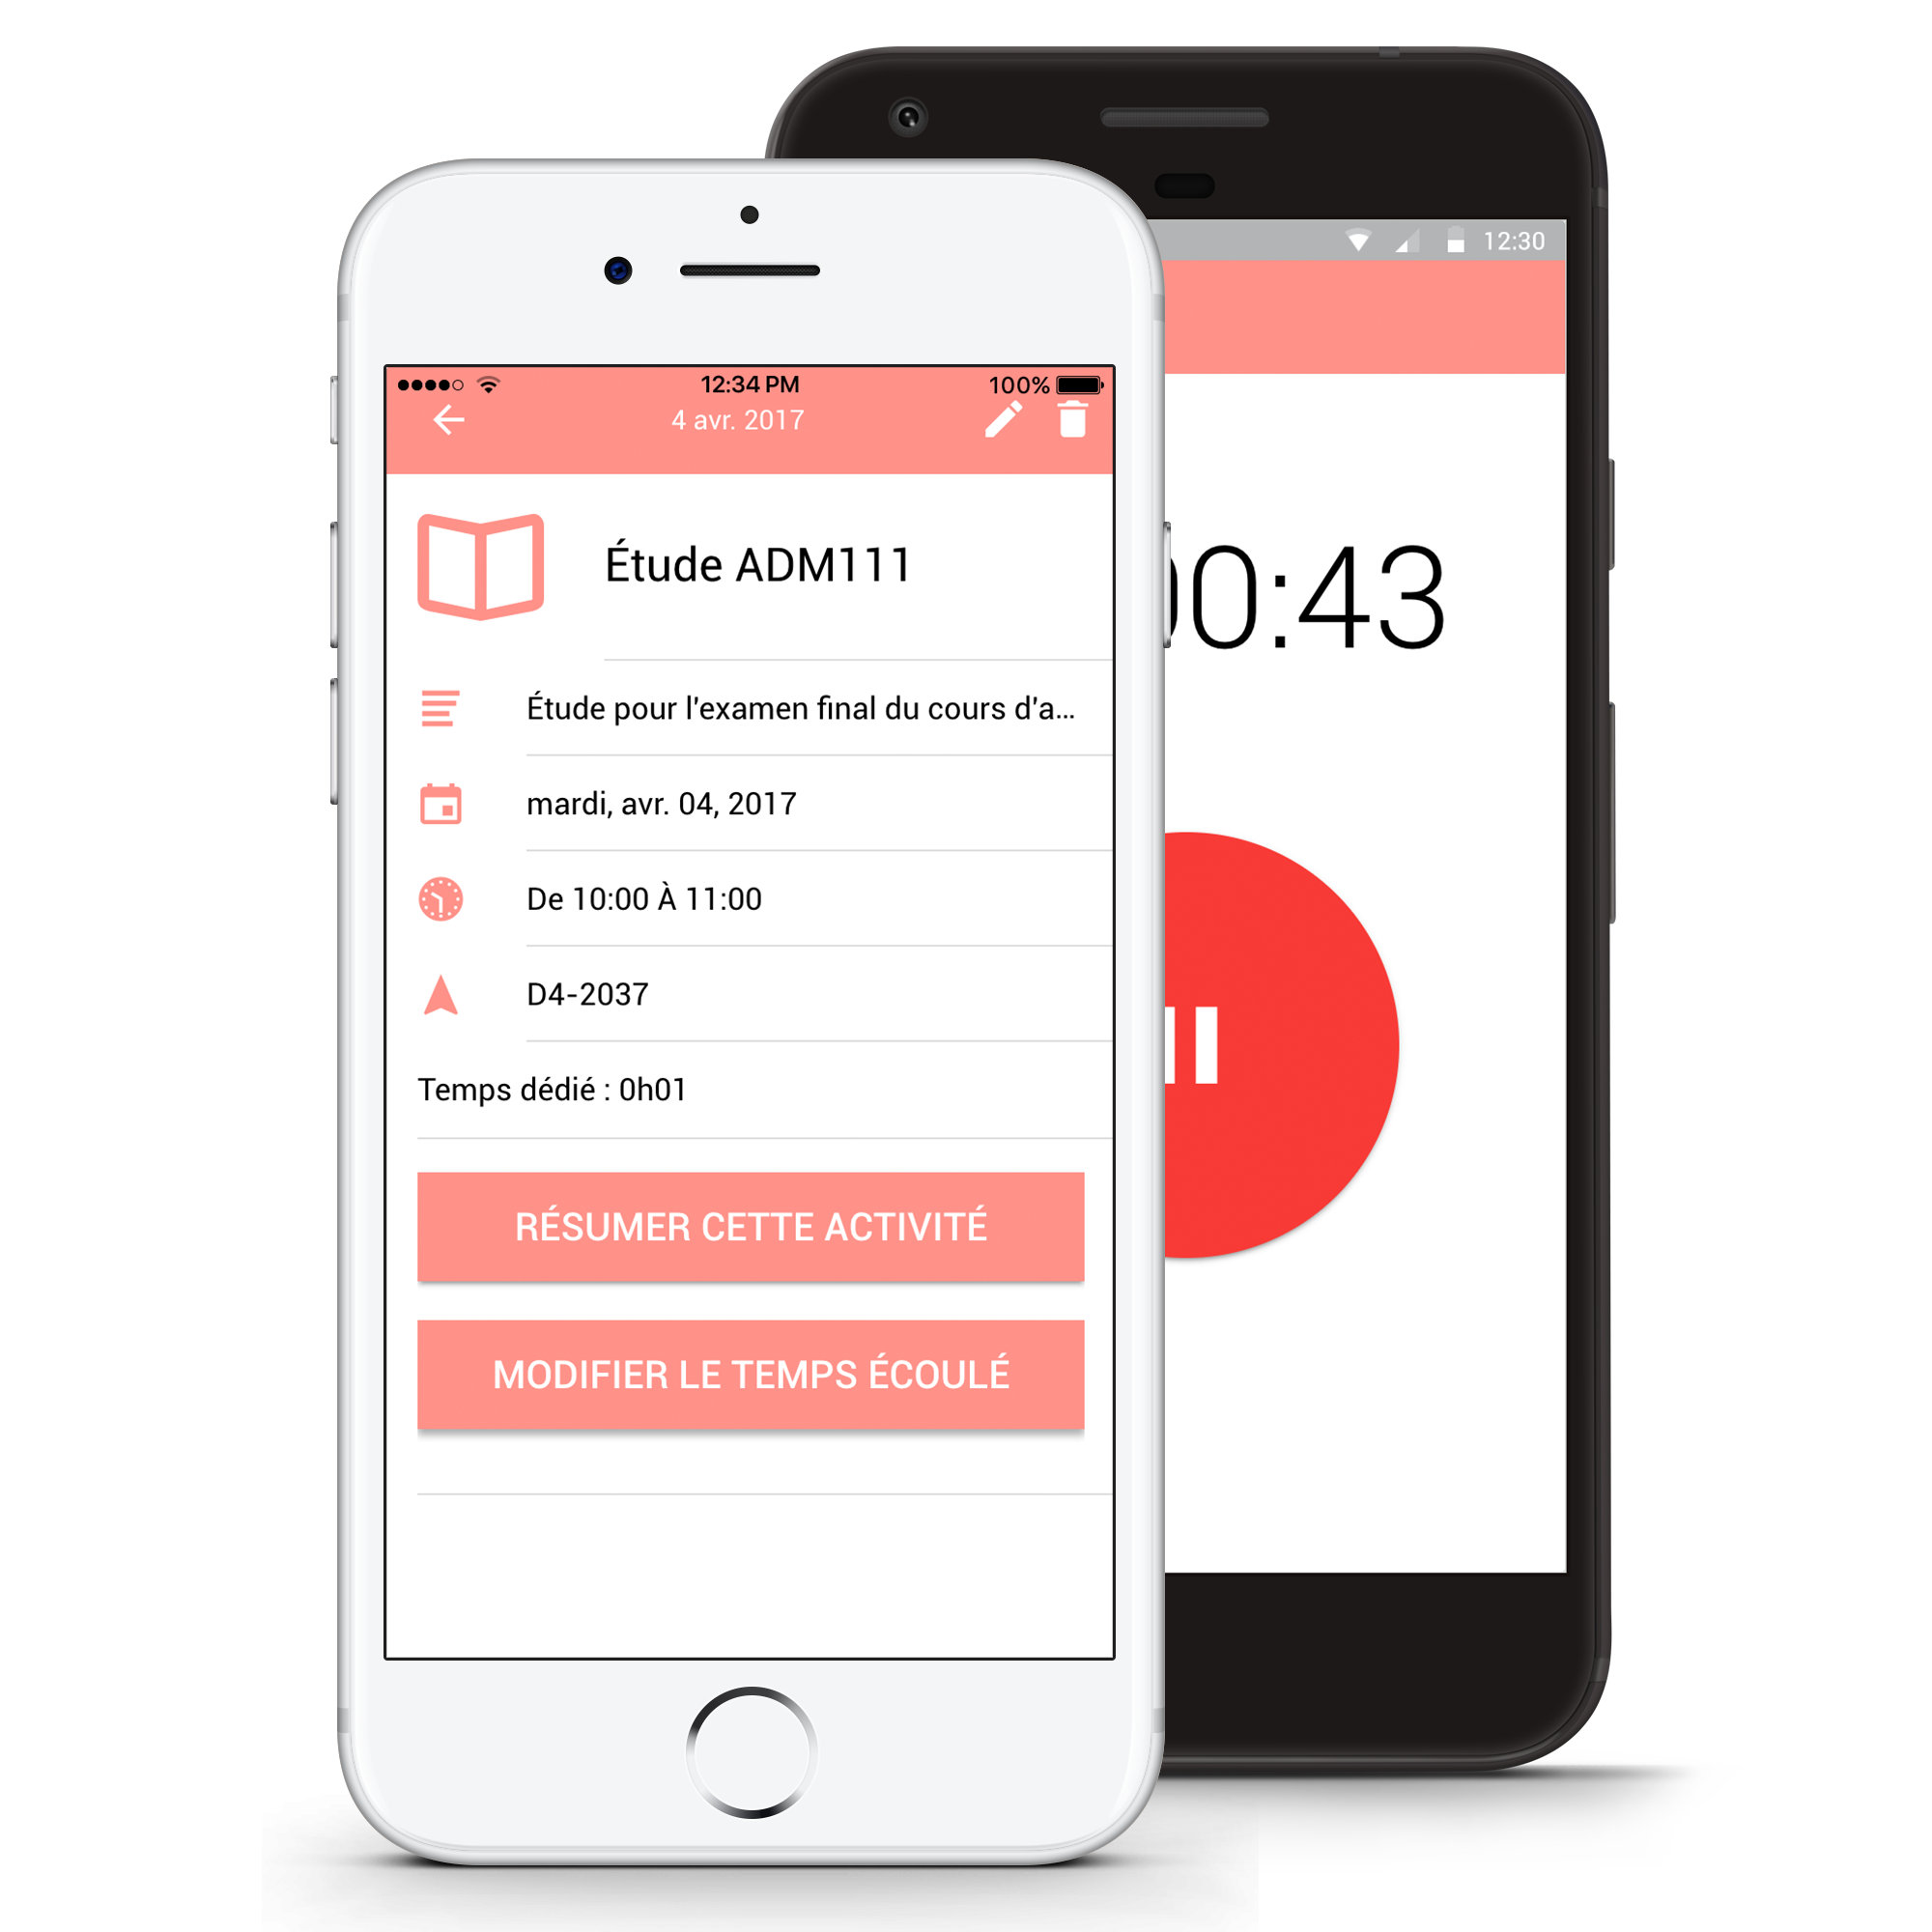 12:34 PM
100%
4 avr. 2017
Étude ADM111
Étude pour l'examen final du cours d'a...
mardi, avr. 04, 2017
De 10:00 À 11:00
D4-2037
Temps dédié : 0h01
RÉSUMER CETTE ACTIVITÉ
MODIFIER LE TEMPS ÉCOULÉ
12:30
00:43